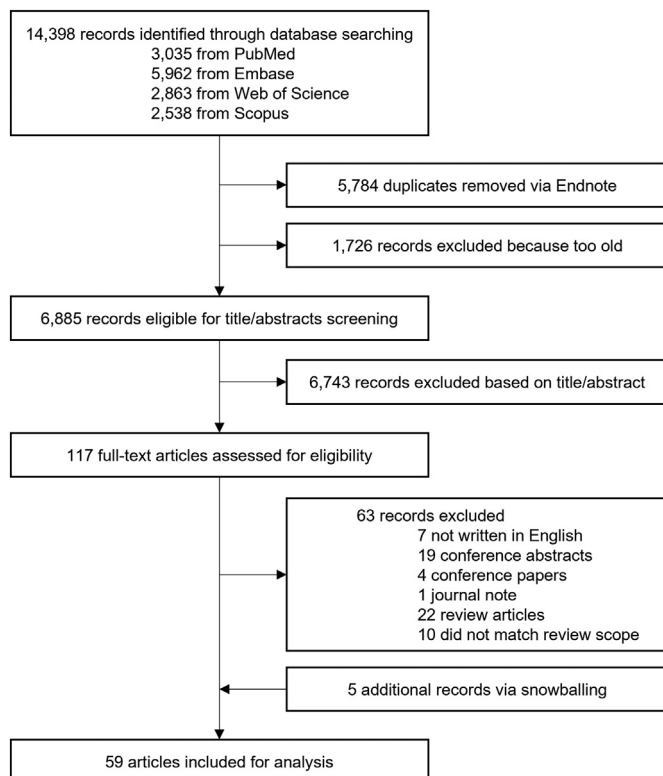 14,398 records identified through database searching
3,035 from PubMed
5,962 from Embase
2,863 from Web of Science
2,538 from Scopus
5,784 duplicates removed via Endnote
1,726 records excluded because too old
6,885 records eligible for title/abstracts screening
6,743 records excluded based on title/abstract
117 full-text articles assessed for eligibility
63 records excluded
7 not written in English
19 conference abstracts
4 conference papers
1 journal note
22 review articles
10 did not match review scope
5 additional records via snowballing
59 articles included for analysis